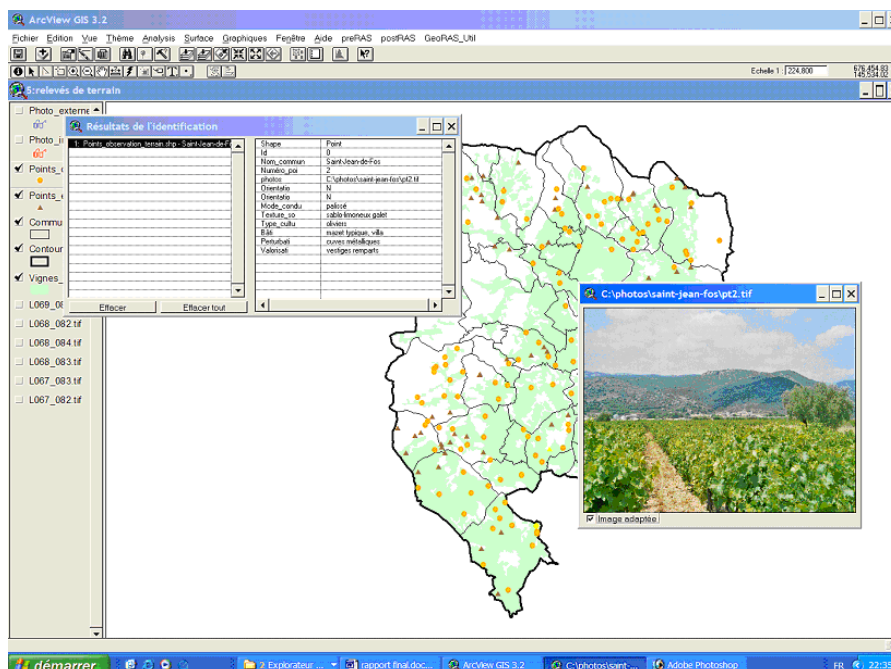 ArcView GIS 3.2
Fichier Edition Vue Thème Analysis Surface Graphiques Fenêtre Aide preRAS postRAS GeoRAS_Util
Echelle 1: 224,808
676,454.83
145,534.02
5:relevés de terrain
Photo_externe
Photo_i
Points_
Points_
Commu
Contour
Vignes_
L069_08
L068_082.tif
L068_084.tif
L068_083.tif
L067_083.tif
L067_082.tif
Résultats de l'identification
1: Points_observation_terrain.shp - Saint-Jean-de-F
Shape Point
Id 0
Nom_commun Saint-Jean-de-Fos
Numéro_poi 2
photos C:\photos\saint-jean-fos\pt2.tif
Orientatio N
Orientatio N
Mode_condu palissé
Texture_so sablo-limoneux galet
Type_cultu oliviers
Bâti mazet typique, villa
Perturbati cuves métalliques
Valorisati vestiges remparts
Effacer Effacer tout
C:\photos\saint-jean-fos\pt2.tif
Image adaptée
démarrer 2 Explorateur ... rapport final.doc... ArcView GIS 3.2 C:\photos\saint-... Adobe Photoshop FR 22:35